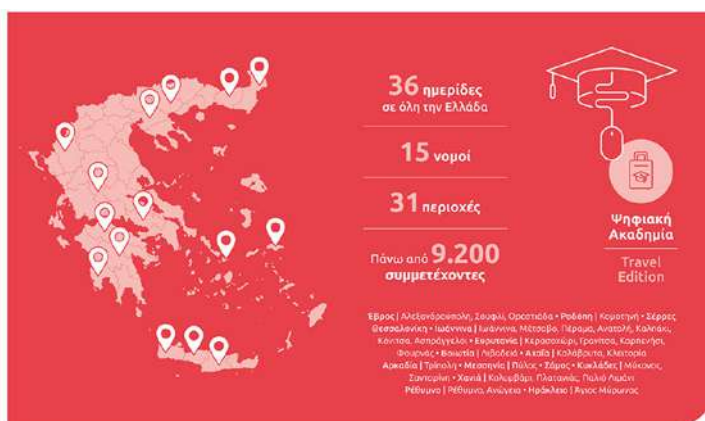 36 ημερίδες
σε όλη την Ελλάδα
15 νομοί
31 περιοχές
Πάνω από 9.200
συμμετέχοντες
Ψηφιακή
Ακαδημία
Travel
Edition
Έβρος | Αλεξανδρούπολη, Σουφλί, Ορεστιάδα • Ροδόπη | Κομοτηνή • Σέρρες
Θεσσαλονίκη • Ιωάννινα | Ιωάννινα, Μέτσοβο, Πέραμα, Ανατολή, Καλπάκι,
Κόνιτσα, Ασπράγγελοι • Ευρυτανία | Κερασοχώρι, Γρανίτσα, Καρπενήσι,
Φουρνάς • Βοιωτία | Λιβαδειά • Αχαΐα | Καλάβρυτα, Κλειτορία
Αρκαδία | Τρίπολη • Μεσσηνία | Πύλος • Σάμος • Κυκλάδες | Μύκονος,
Σαντορίνη • Χανιά | Κολυμβάρι, Πλατανιάς, Παλιό Λιμάνι
Ρέθυμνο | Ρέθυμνο, Ανώγεια • Ηράκλειο | Άγιος Μύρωνας